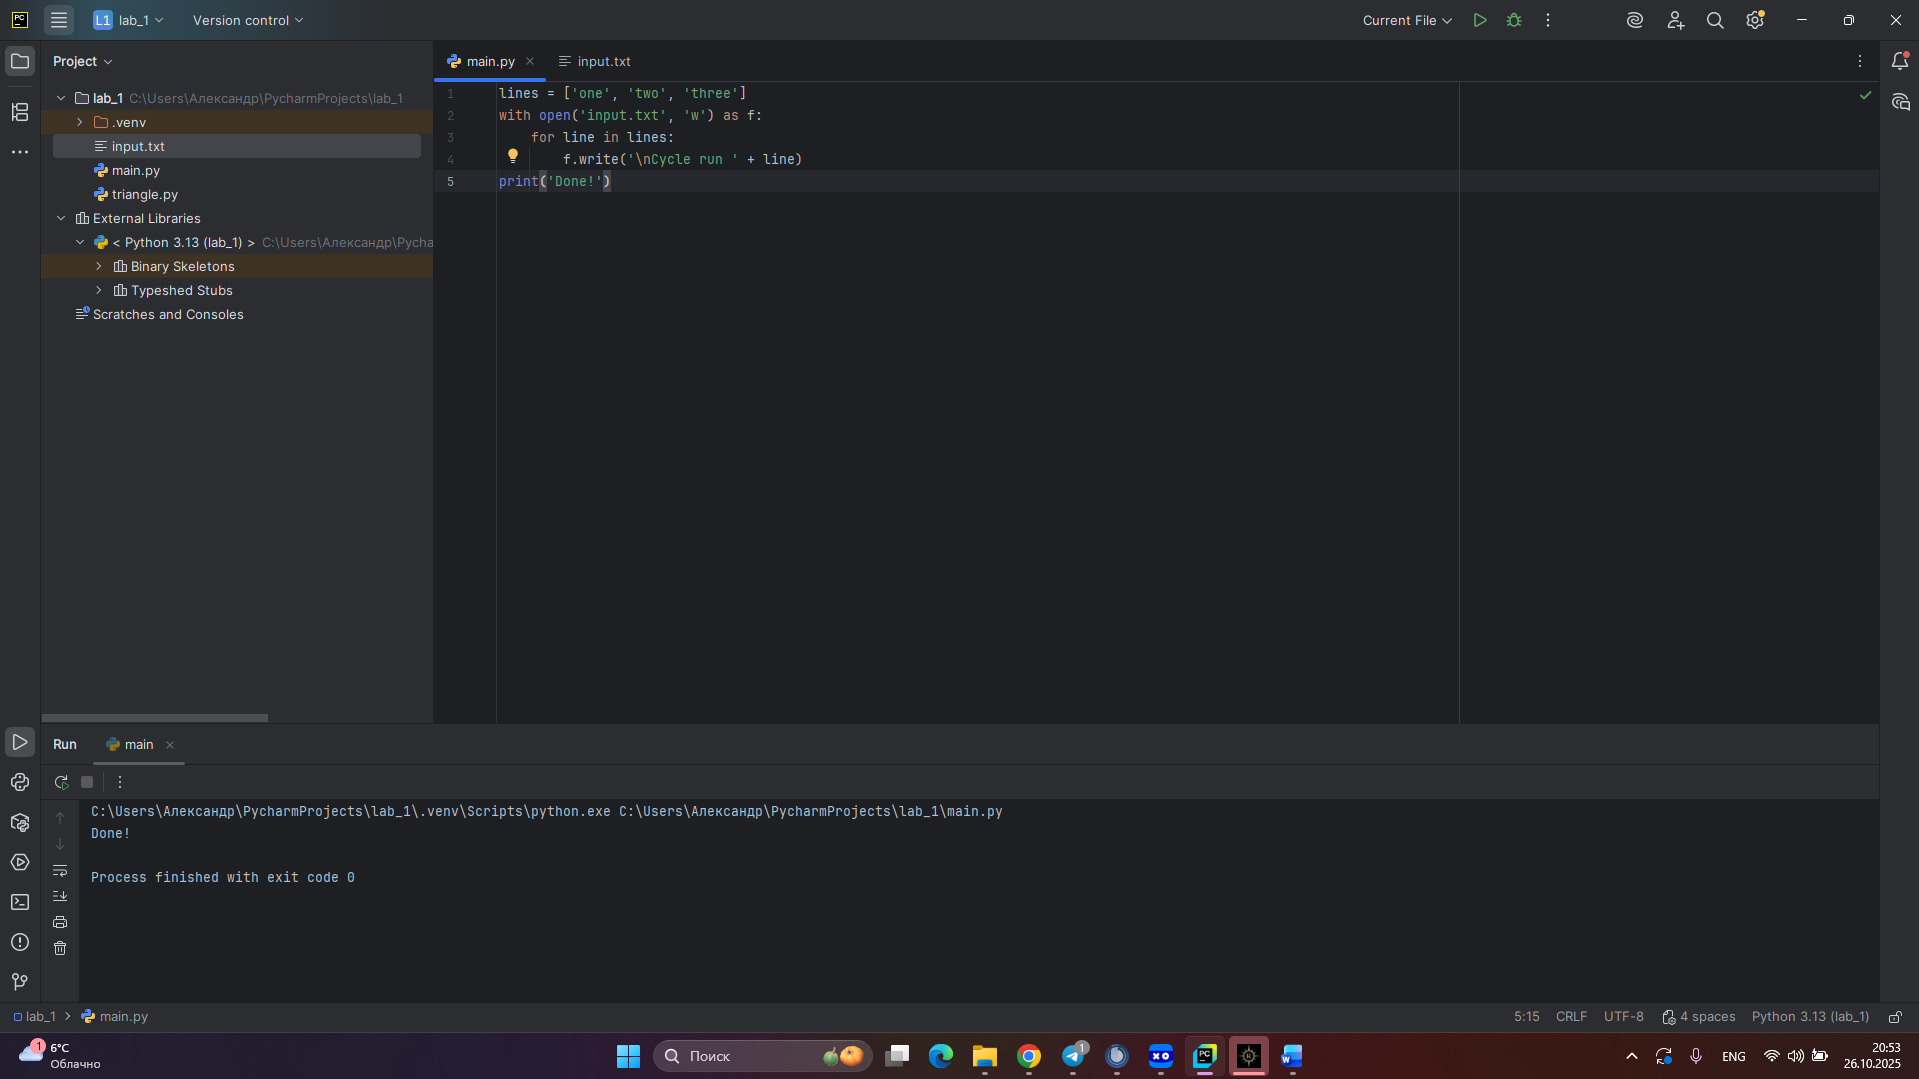 PC
L1 lab_1
Version control
Current File
Project
main.py
input.txt
lab_1 C:\Users\Александр\PycharmProjects\lab_1
.venv
input.txt
main.py
triangle.py
External Libraries
< Python 3.13 (lab_1) > C:\Users\Александр\Pycha
Binary Skeletons
Typeshed Stubs
Scratches and Consoles
1 lines = ['one', 'two', 'three']
2 with open('input.txt', 'w') as f:
3 for line in lines:
4 f.write('\nCycle run ' + line)
5 print('Done!')
Run
main
C:\Users\Александр\PycharmProjects\lab_1\.venv\Scripts\python.exe C:\Users\Александр\PycharmProjects\lab_1\main.py
Done!
Process finished with exit code 0
lab_1 > main.py
5:15 CRLF UTF-8 4 spaces Python 3.13 (lab_1)
1
6°C
Облачно
Поиск
1
XO
PC
W
ENG
20:53
26.10.2025